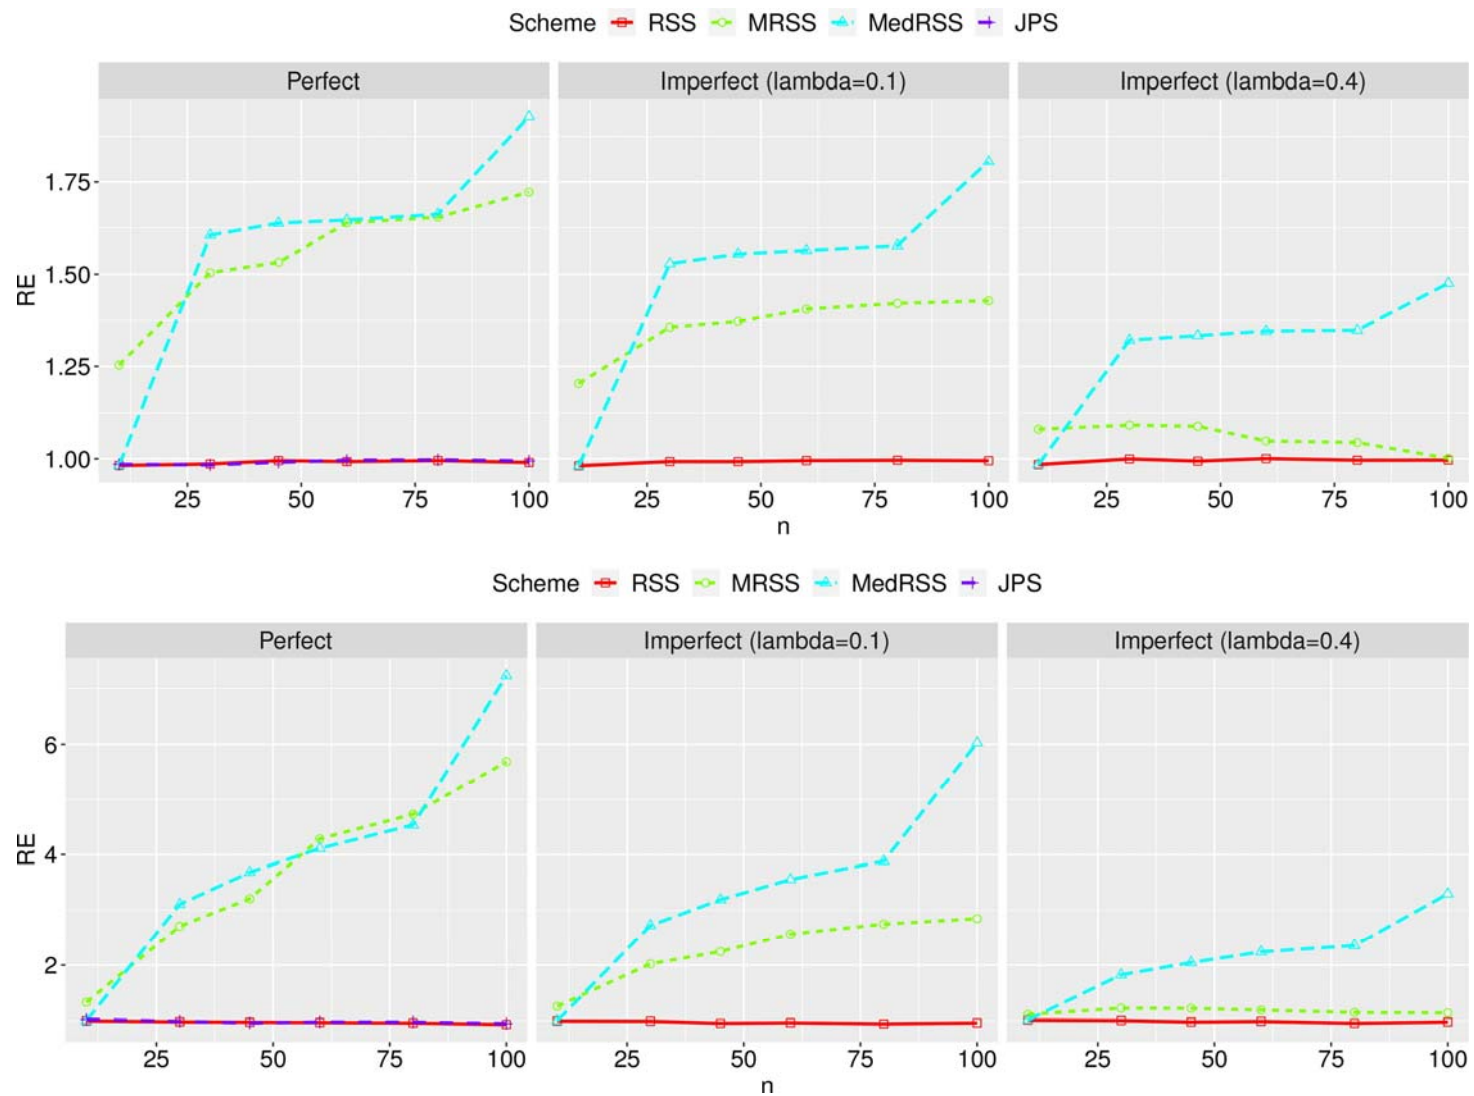 Scheme RSS MRSS MedRSS JPS
Perfect Imperfect (lambda=0.1) Imperfect (lambda=0.4)
1.75
1.50
RE
1.25
1.00
25 50 75 100 25 50 75 100 25 50 75 100
n
Scheme RSS MRSS MedRSS JPS
Perfect Imperfect (lambda=0.1) Imperfect (lambda=0.4)
6
RE
4
2
25 50 75 100 25 50 75 100 25 50 75 100
n